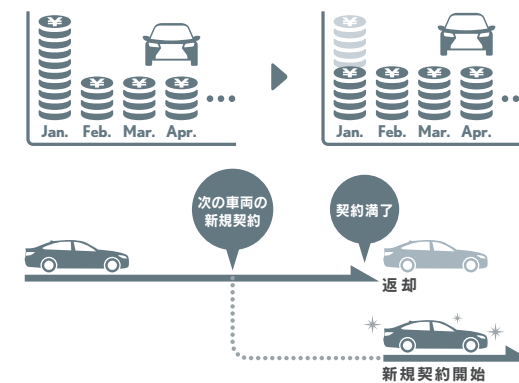 ¥
¥ ¥ ¥
Jan. Feb. Mar. Apr.
¥
¥ ¥ ¥ ¥
Jan. Feb. Mar. Apr.
次の車両の
新規契約
契約満了
返却
新規契約開始